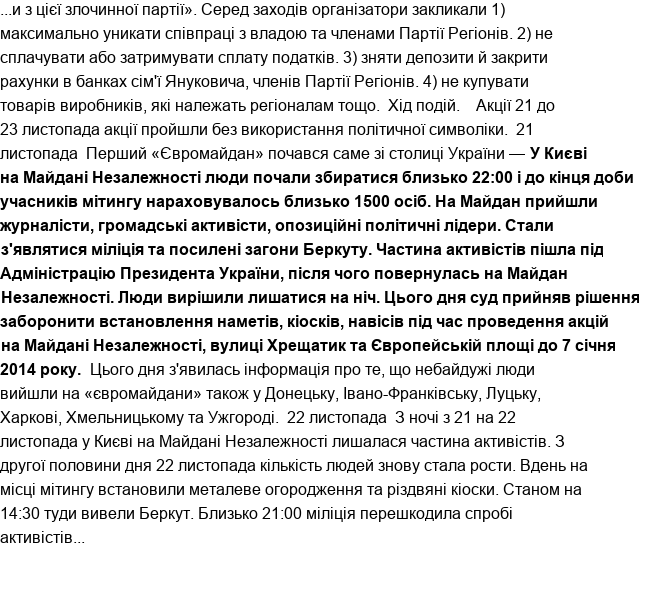 ...и з цієї злочинної партії». Серед заходів організатори закликали 1)
максимально уникати співпраці з владою та членами Партії Регіонів. 2) не
сплачувати або затримувати сплату податків. 3) зняти депозити й закрити
рахунки в банках сім'ї Януковича, членів Партії Регіонів. 4) не купувати
товарів виробників, які належать регіоналам тощо. Хід подій. Акції 21 до
23 листопада акції пройшли без використання політичної символіки. 21
листопада Перший «Євромайдан» почався саме зі столиці України — У Києві
на Майдані Незалежності люди почали збиратися близько 22:00 і до кінця доби
учасників мітингу нараховувалось близько 1500 осіб. На Майдан прийшли
журналісти, громадські активісти, опозиційні політичні лідери. Стали
з'являтися міліція та посилені загони Беркуту. Частина активістів пішла під
Адміністрацію Президента України, після чого повернулась на Майдан
Незалежності. Люди вирішили лишатися на ніч. Цього дня суд прийняв рішення
заборонити встановлення наметів, кіосків, навісів під час проведення акцій
на Майдані Незалежності, вулиці Хрещатик та Європейській площі до 7 січня
2014 року. Цього дня з'явилась інформація про те, що небайдужі люди
вийшли на «євромайдани» також у Донецьку, Івано-Франківську, Луцьку,
Харкові, Хмельницькому та Ужгороді. 22 листопада З ночі з 21 на 22
листопада у Києві на Майдані Незалежності лишалася частина активістів. З
другої половини дня 22 листопада кількість людей знову стала рости. Вдень на
місці мітингу встановили металеве огородження та різдвяні кіоски. Станом на
14:30 туди вивели Беркут. Близько 21:00 міліція перешкодила спробі
активістів...